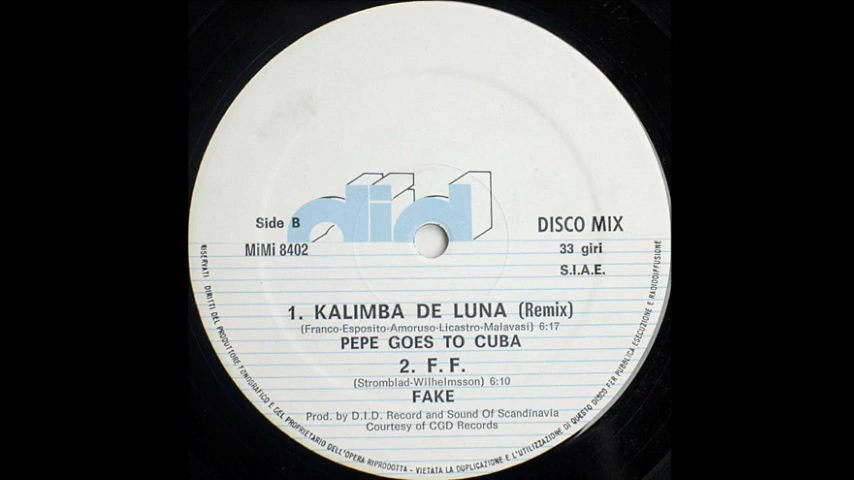 did
Side B
MiMi 8402
DISCO MIX
33 giri
S.I.A.E.
1. KALIMBA DE LUNA (Remix)
(Franco-Esposito-Amoruso-Licastro-Malavasi) 6:17
PEPE GOES TO CUBA
2. F. F.
(Stromblad-Wilhelmsson) 6:10
FAKE
Prod. by D.I.D. Record and Sound Of Scandinavia
Courtesy of CGD Records
RISERVATI DIRITTI DEL PRODUTTORE FONOGRAFICO E DEL PROPRIETARIO DELL'OPERA RIPRODOTTA - VIETATA LA DUPLICAZIONE E L'UTILIZZAZIONE DI QUESTO DISCO PER PUBBLICA ESECUZIONE E RADIODIFFUSIONE